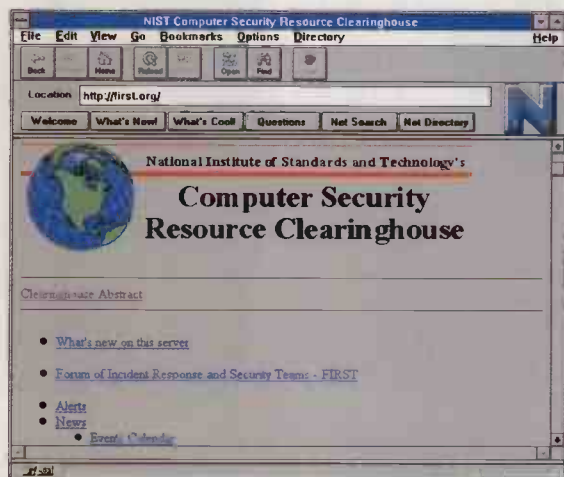 NIST Computer Security Resource Clearinghouse
File Edit View Go Bookmarks Options Directory Help
Back Home Reload Open Find
Location http://first.org/
Welcome What's New! What's Cool! Questions Net Search Net Directory
N
National Institute of Standards and Technology's
Computer Security
Resource Clearinghouse
Clearinghouse Abstract
What's new on this server
Forum of Incident Response and Security Teams - FIRST
Alerts
News
Events Calendar